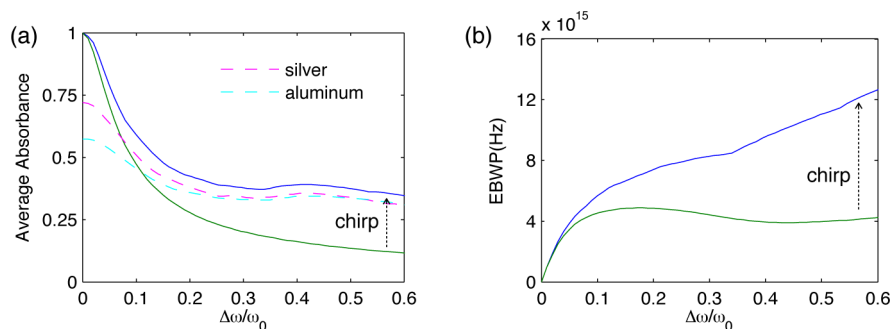 (a)
Average Absorbance
1
0.75
0.5
0.25
0
0 0.1 0.2 0.3 0.4 0.5 0.6
Δω/ω₀
silver
aluminum
chirp
(b)
x 10¹⁵
EBWP(Hz)
16
12
8
4
0
0 0.1 0.2 0.3 0.4 0.5 0.6
Δω/ω₀
chirp